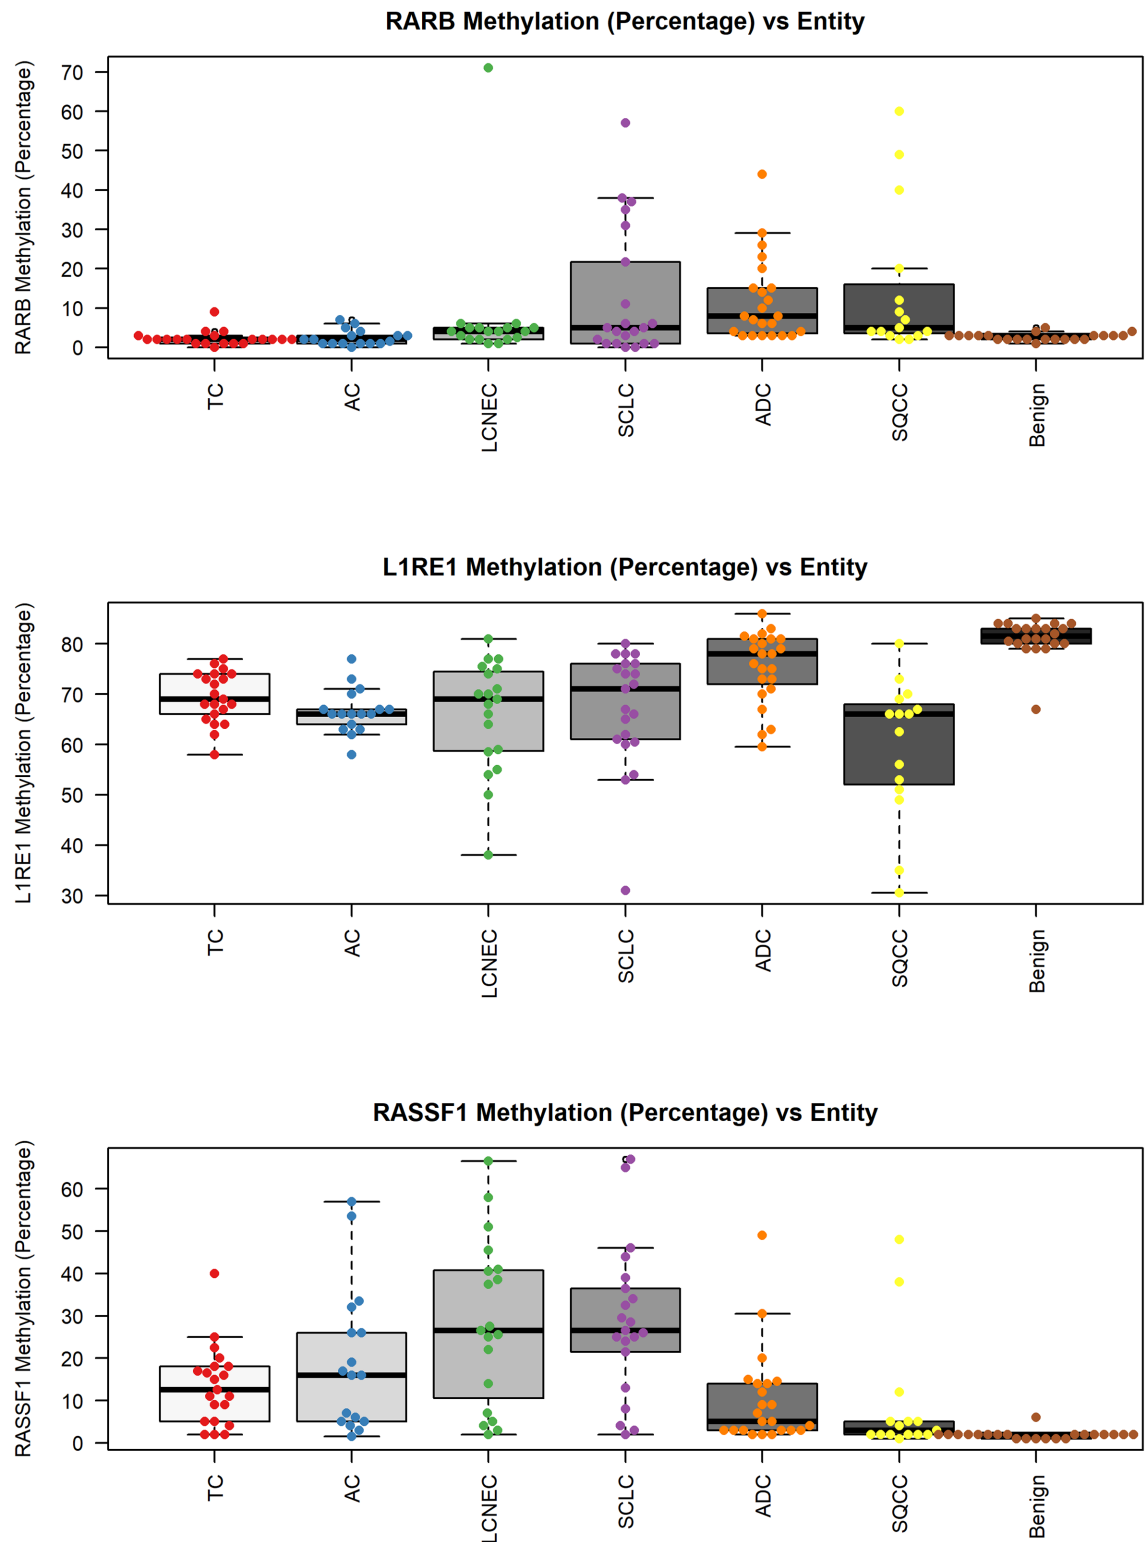 RARB Methylation (Percentage) vs Entity
RARB Methylation (Percentage)
70
60
50
40
30
20
10
0
TC
AC
LCNEC
SCLC
ADC
SQCC
Benign
L1RE1 Methylation (Percentage) vs Entity
L1RE1 Methylation (Percentage)
80
70
60
50
40
30
TC
AC
LCNEC
SCLC
ADC
SQCC
Benign
RASSF1 Methylation (Percentage) vs Entity
RASSF1 Methylation (Percentage)
60
50
40
30
20
10
0
TC
AC
LCNEC
SCLC
ADC
SQCC
Benign